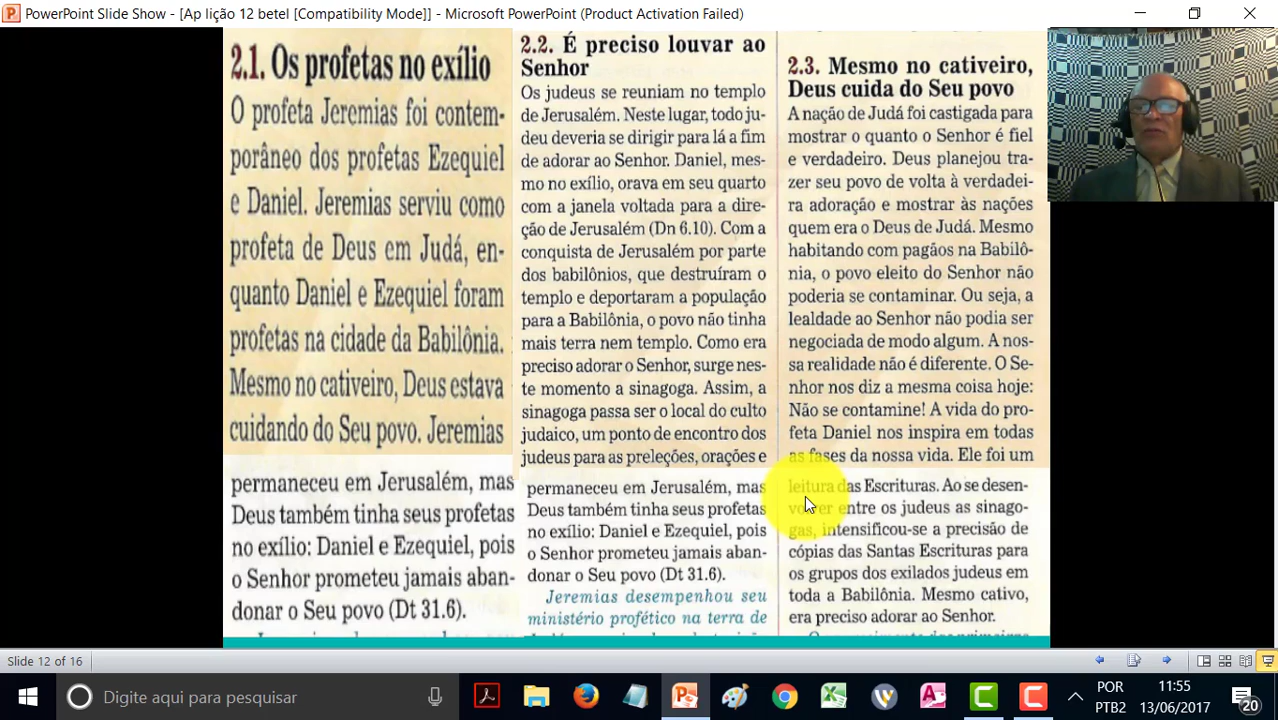 PowerPoint Slide Show - [Ap lição 12 betel [Compatibility Mode]] - Microsoft PowerPoint (Product Activation Failed)
2.1. Os profetas no exílio
O profeta Jeremias foi contem-
porâneo dos profetas Ezequiel
e Daniel. Jeremias serviu como
profeta de Deus em Judá, en-
quanto Daniel e Ezequiel foram
profetas na cidade da Babilônia.
Mesmo no cativeiro, Deus estava
cuidando do Seu povo. Jeremias
permaneceu em Jerusalém, mas
Deus também tinha seus profetas
no exílio: Daniel e Ezequiel, pois
o Senhor prometeu jamais aban-
donar o Seu povo (Dt 31.6).
2.2. É preciso louvar ao
Senhor
Os judeus se reuniam no templo
de Jerusalém. Neste lugar, todo ju-
deu deveria se dirigir para lá a fim
de adorar ao Senhor. Daniel, mes-
mo no exílio, orava em seu quarto
com a janela voltada para a dire-
ção de Jerusalém (Dn 6.10). Com a
conquista de Jerusalém por parte
dos babilônios, que destruíram o
templo e deportaram a população
para a Babilônia, o povo não tinha
mais terra nem templo. Como era
preciso adorar o Senhor, surge nes-
te momento a sinagoga. Assim, a
sinagoga passa ser o local do culto
judaico, um ponto de encontro dos
judeus para as preleções, orações e
permaneceu em Jerusalém, mas
Deus também tinha seus profetas
no exílio: Daniel e Ezequiel, pois
o Senhor prometeu jamais aban-
donar o Seu povo (Dt 31.6).
Jeremias desempenhou seu
ministério profético na terra de
2.3. Mesmo no cativeiro,
Deus cuida do Seu povo
A nação de Judá foi castigada para
mostrar o quanto o Senhor é fiel
e verdadeiro. Deus planejou tra-
zer seu povo de volta à verdadei-
ra adoração e mostrar às nações
quem era o Deus de Judá. Mesmo
habitando com pagãos na Babilô-
nia, o povo eleito do Senhor não
poderia se contaminar. Ou seja, a
lealdade ao Senhor não podia ser
negociada de modo algum. A nos-
sa realidade não é diferente. O Se-
nhor nos diz a mesma coisa hoje:
Não se contamine! A vida do pro-
feta Daniel nos inspira em todas
as fases da nossa vida. Ele foi um
leitura das Escrituras. Ao se desen-
volver entre os judeus as sinago-
gas, intensificou-se a precisão de
cópias das Santas Escrituras para
os grupos dos exilados judeus em
toda a Babilônia. Mesmo cativo,
era preciso adorar ao Senhor.
Slide 12 of 16
Digite aqui para pesquisar
POR
PTB2
11:55
13/06/2017
20